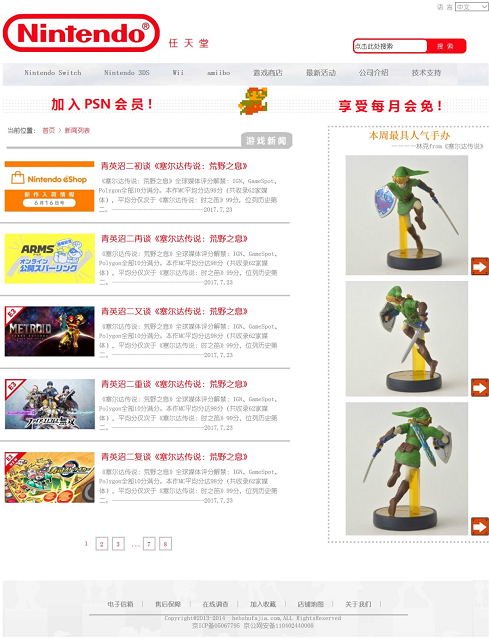 语 言 中文
Nintendo®
任 天 堂
点击此处搜索 搜 索
Nintendo Switch Nintendo 3DS Wii amiibo 游戏商店 最新活动 公司介绍 技术支持
加 入 PSN 会 员 ！ 享 受 每 月 会 免 ！
当前位置： 首页 > 新闻列表
游戏新闻
Nintendo eShop
新作入荷情報
6月16日号
青英沼二初谈《塞尔达传说：荒野之息》
《塞尔达传说：荒野之息》全球媒体评分解禁：IGN、GameSpot、
Polygon全部10分满分。本作MC平均分达98分（共收录62家媒
体），平均分仅次于《塞尔达传说：时之笛》99分，位列历史第
二。————————————2017.7.23
ARMS
オンライン
公開スパーリング
青英沼二再谈《塞尔达传说：荒野之息》
《塞尔达传说：荒野之息》全球媒体评分解禁：IGN、GameSpot、
Polygon全部10分满分。本作MC平均分达98分（共收录62家媒
体），平均分仅次于《塞尔达传说：时之笛》99分，位列历史第
二。————————————2017.7.23
E3
METROID
青英沼二又谈《塞尔达传说：荒野之息》
《塞尔达传说：荒野之息》全球媒体评分解禁：IGN、GameSpot、
Polygon全部10分满分。本作MC平均分达98分（共收录62家媒
体），平均分仅次于《塞尔达传说：时之笛》99分，位列历史第
二。————————————2017.7.23
E3
ファイアーエムブレム無双
青英沼二重谈《塞尔达传说：荒野之息》
《塞尔达传说：荒野之息》全球媒体评分解禁：IGN、GameSpot、
Polygon全部10分满分。本作MC平均分达98分（共收录62家媒
体），平均分仅次于《塞尔达传说：时之笛》99分，位列历史第
二。————————————2017.7.23
E3
青英沼二复谈《塞尔达传说：荒野之息》
《塞尔达传说：荒野之息》全球媒体评分解禁：IGN、GameSpot、
Polygon全部10分满分。本作MC平均分达98分（共收录62家媒
体），平均分仅次于《塞尔达传说：时之笛》99分，位列历史第
二。————————————2017.7.23
1 2 3 ... 7 8
本周最具人气手办
————林克from《塞尔达传说》
电子信箱 | 售后保障 | 在线调查 | 加入收藏 | 店铺地图 | 关于我们 |
Copyright©2013-2014 hebohufajia.com,ALL RightsReserved
京ICP备05067795 京公网安备110402440008